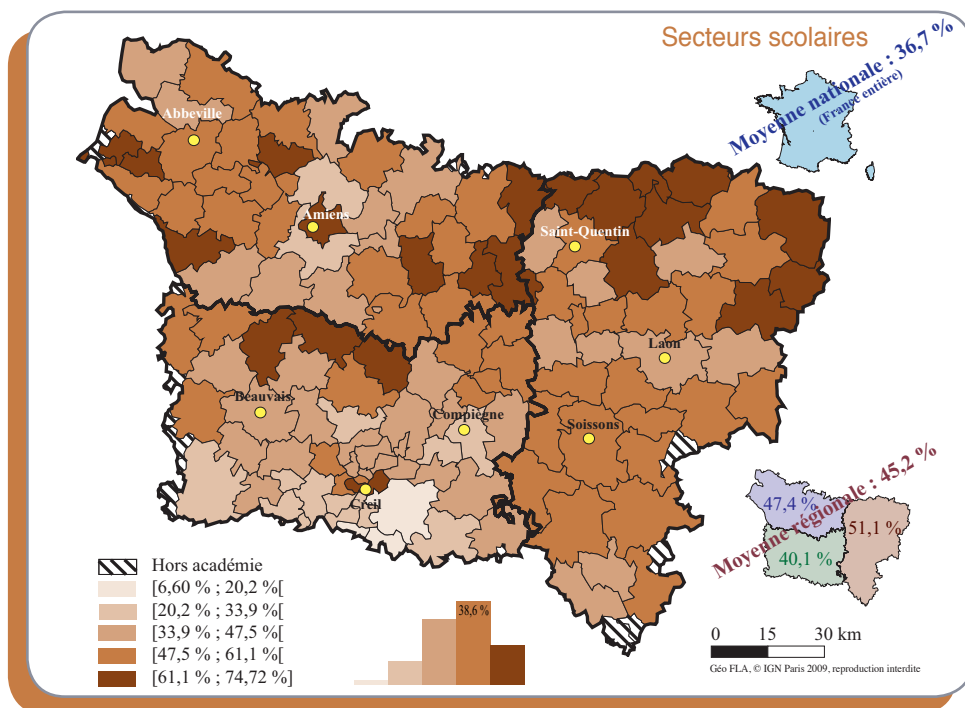 Secteurs scolaires
Moyenne nationale : 36,7 %
(France entière)
Abbeville
Amiens
Saint-Quentin
Laon
Beauvais
Compiègne
Soissons
Creil
Moyenne régionale : 45,2 %
47,4 %
51,1 %
40,1 %
Hors académie
[6,60 % ; 20,2 %[
[20,2 % ; 33,9 %[
[33,9 % ; 47,5 %[
[47,5 % ; 61,1 %[
[61,1 % ; 74,72 %]
38,6 %
0 15 30 km
Géo FLA, © IGN Paris 2009, reproduction interdite